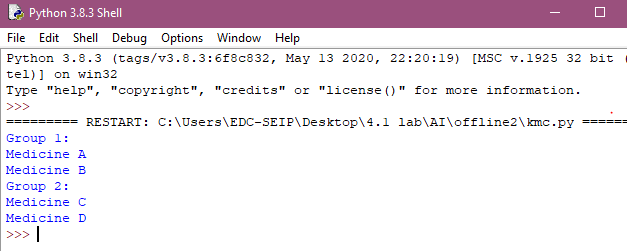 Python 3.8.3 Shell
File Edit Shell Debug Options Window Help
Python 3.8.3 (tags/v3.8.3:6f8c832, May 13 2020, 22:20:19) [MSC v.1925 32 bit (
tel)] on win32
Type "help", "copyright", "credits" or "license()" for more information.
>>>
========= RESTART: C:\Users\EDC-SEIP\Desktop\4.1 lab\AI\offline2\kmc.py ======
Group 1:
Medicine A
Medicine B
Group 2:
Medicine C
Medicine D
>>>